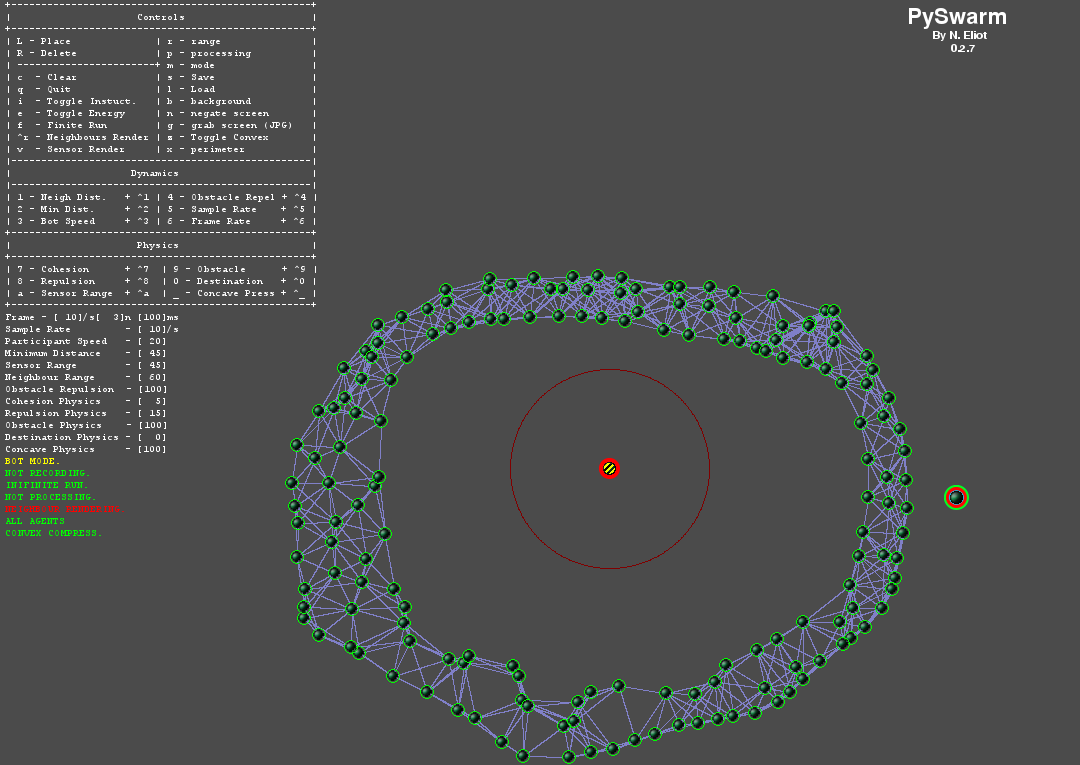 PySwarm
By N. Eliot
0.2.7
Controls
| L - Place | r - range |
| R - Delete | p - processing |
| -----------------------+ m - mode |
| c - Clear | s - Save |
| q - Quit | l - Load |
| i - Toggle Instuct. | b - background |
| e - Toggle Energy | n - negate screen |
| f - Finite Run | g - grab screen (JPG) |
| ^r - Neighbours Render | z - Toggle Convex |
| v - Sensor Render | x - perimeter |
Dynamics
| 1 - Neigh Dist. + ^1 | 4 - Obstacle Repel + ^4 |
| 2 - Min Dist. + ^2 | 5 - Sample Rate + ^5 |
| 3 - Bot Speed + ^3 | 6 - Frame Rate + ^6 |
Physics
| 7 - Cohesion + ^7 | 9 - Obstacle + ^9 |
| 8 - Repulsion + ^8 | 0 - Destination + ^0 |
| a - Sensor Range + ^a | _ - Concave Press + ^_ |
Frame - [ 10]/s[ 3]n [100]ms
Sample Rate - [ 10]/s
Participant Speed - [ 20]
Minimum Distance - [ 45]
Sensor Range - [ 45]
Neighbour Range - [ 60]
Obstacle Repulsion - [100]
Cohesion Physics - [ 5]
Repulsion Physics - [ 15]
Obstacle Physics - [100]
Destination Physics - [ 0]
Concave Physics - [100]
BOT MODE.
NOT RECORDING.
INIFINITE RUN.
NOT PROCESSING.
ALL AGENTS
CONVEX COMPRESS.